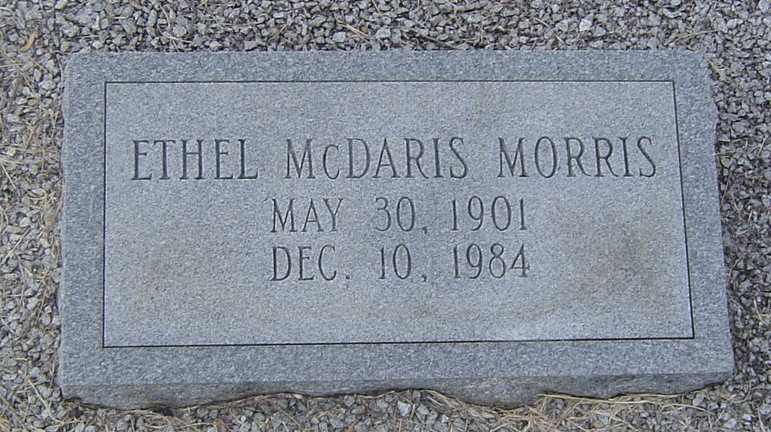 ETHEL McDARIS MORRIS
MAY 30, 1901
DEC. 10, 1984